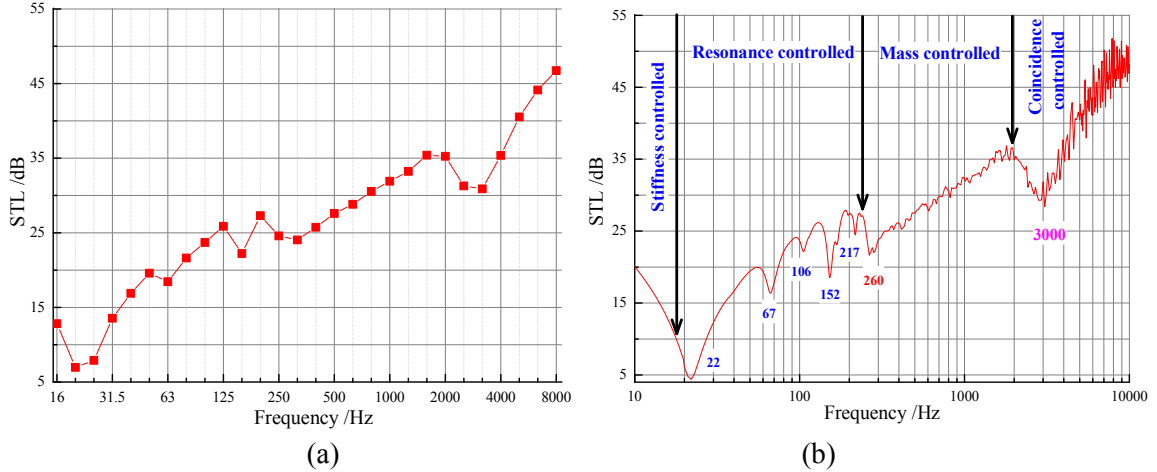 55
45
35
25
15
5
STL /dB
16 31.5 63 125 250 500 1000 2000 4000 8000
Frequency /Hz
(a)
55
45
35
25
15
5
STL /dB
Stiffness controlled
Resonance controlled
Mass controlled
Coincidence
controlled
22
67
106
152
217
260
3000
10 100 1000 10000
Frequency /Hz
(b)